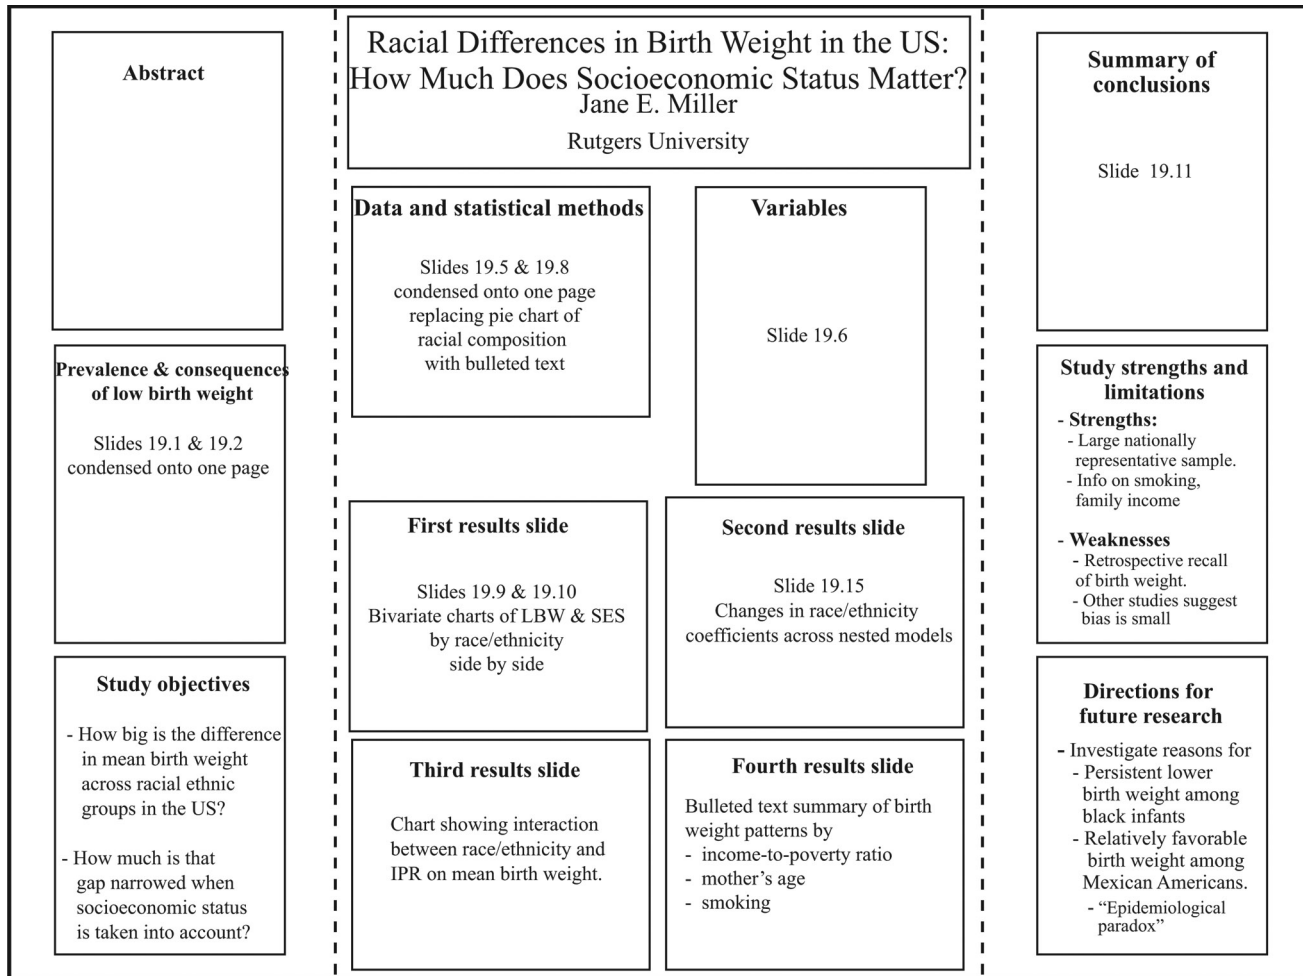 Abstract
Prevalence & consequences
of low birth weight
Slides 19.1 & 19.2
condensed onto one page
Study objectives
- How big is the difference
in mean birth weight
across racial ethnic
groups in the US?
- How much is that
gap narrowed when
socioeconomic status
is taken into account?
Racial Differences in Birth Weight in the US:
How Much Does Socioeconomic Status Matter?
Jane E. Miller
Rutgers University
Data and statistical methods
Slides 19.5 & 19.8
condensed onto one page
replacing pie chart of
racial composition
with bulleted text
Variables
Slide 19.6
First results slide
Slides 19.9 & 19.10
Bivariate charts of LBW & SES
by race/ethnicity
side by side
Second results slide
Slide 19.15
Changes in race/ethnicity
coefficients across nested models
Third results slide
Chart showing interaction
between race/ethnicity and
IPR on mean birth weight.
Fourth results slide
Bulleted text summary of birth
weight patterns by
- income-to-poverty ratio
- mother's age
- smoking
Summary of
conclusions
Slide 19.11
Study strengths and
limitations
- Strengths:
- Large nationally
representative sample.
- Info on smoking,
family income
- Weaknesses
- Retrospective recall
of birth weight.
- Other studies suggest
bias is small
Directions for
future research
- Investigate reasons for
- Persistent lower
birth weight among
black infants
- Relatively favorable
birth weight among
Mexican Americans.
- "Epidemiological
paradox"